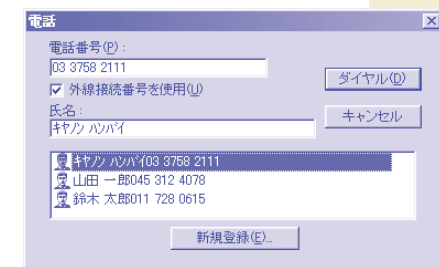 電話
電話番号(P):
03 3758 2111
外線接続番号を使用(U)
ダイヤル(D)
氏名:
キヤノン ハンバイ
キャンセル
キヤノン ハンバイ03 3758 2111
山田 一郎045 312 4078
鈴木 太郎011 728 0615
新規登録(E)...